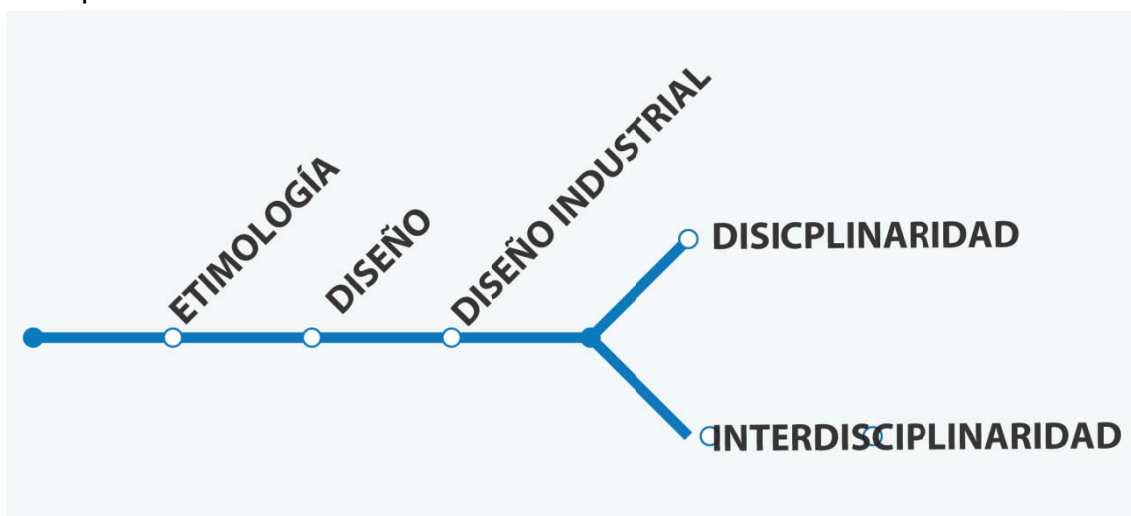 ETIMOLOGÍA
DISEÑO
DISEÑO INDUSTRIAL
DISICPLINARIDAD
INTERDISCIPLINARIDAD